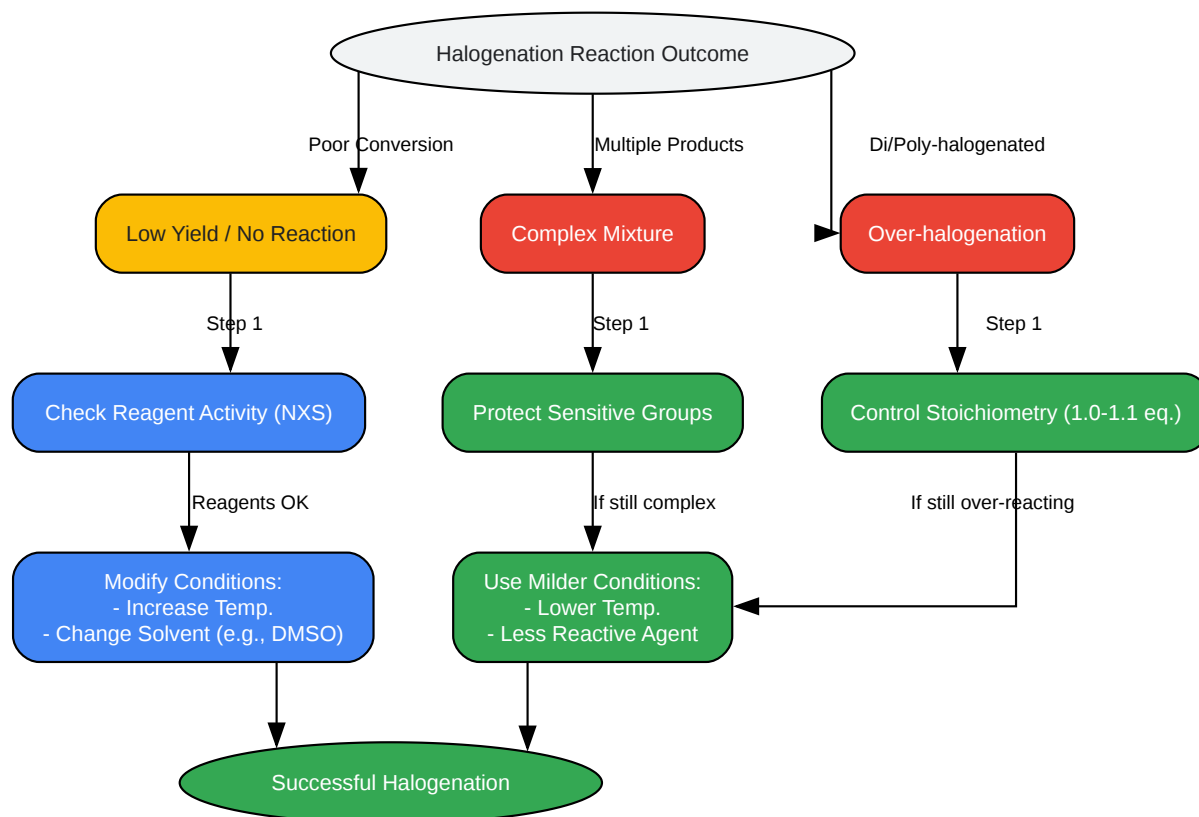 Halogenation Reaction Outcome
Poor Conversion
Multiple Products
Di/Poly-halogenated
Low Yield / No Reaction
Complex Mixture
Over-halogenation
Step 1
Step 1
Step 1
Check Reagent Activity (NXS)
Protect Sensitive Groups
Control Stoichiometry (1.0-1.1 eq.)
Reagents OK
If still complex
If still over-reacting
Modify Conditions:
- Increase Temp.
- Change Solvent (e.g., DMSO)
Use Milder Conditions:
- Lower Temp.
- Less Reactive Agent
Successful Halogenation